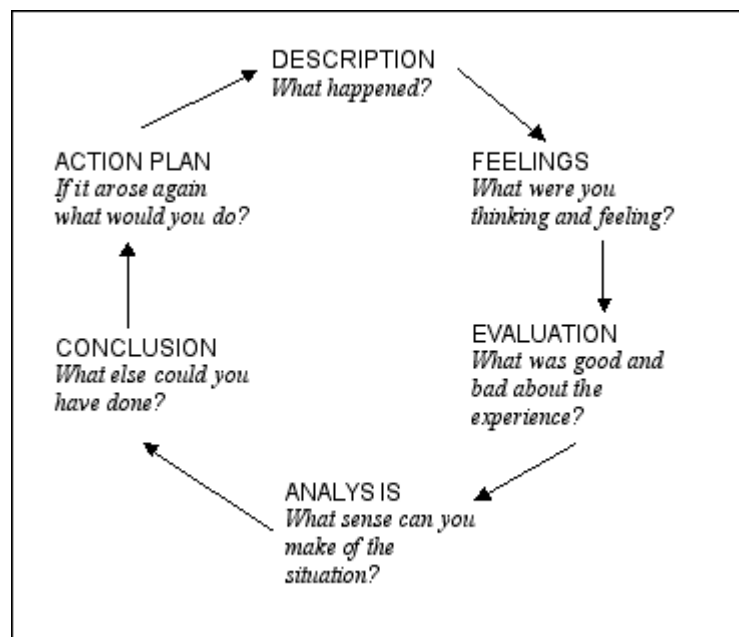 DESCRIPTION
What happened?
FEELINGS
What were you
thinking and feeling?
EVALUATION
What was good and
bad about the
experience?
ANALYSIS
What sense can you
make of the
situation?
CONCLUSION
What else could you
have done?
ACTION PLAN
If it arose again
what would you do?